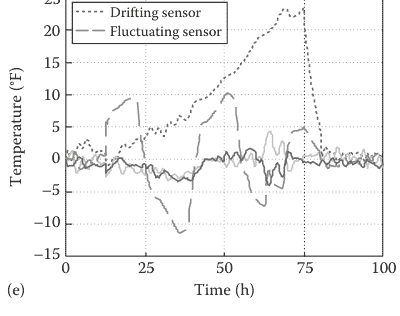 25
Drifting sensor
Fluctuating sensor
20
15
10
5
0
−5
−10
−15
Temperature (°F)
0 25 50 75 100
(e) Time (h)